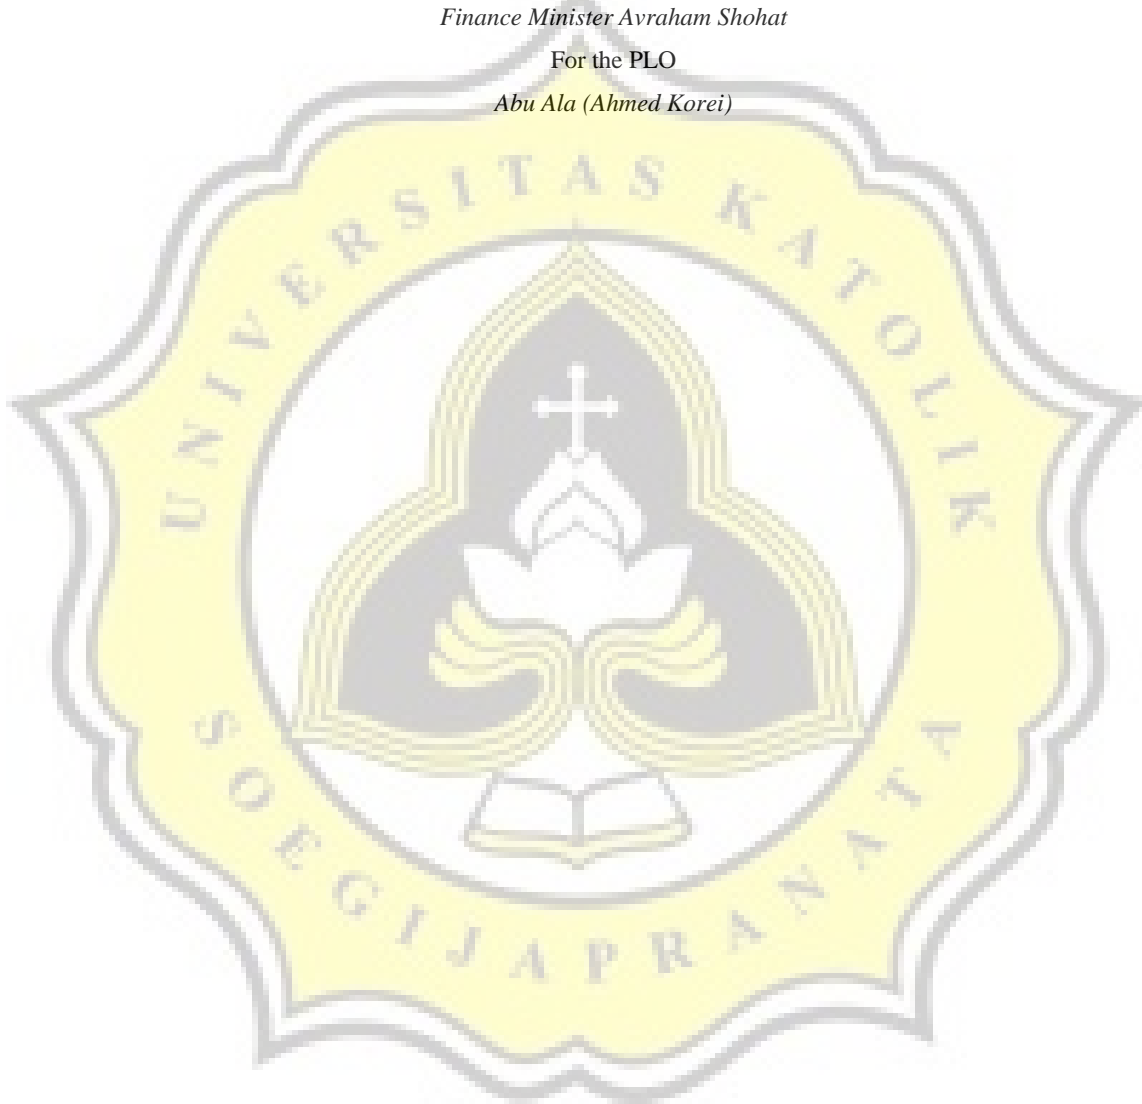 Finance Minister Avraham Shohat
For the PLO
Abu Ala (Ahmed Korei)
UNIVERSITAS KATOLIK
SOEGIJAPRANATA